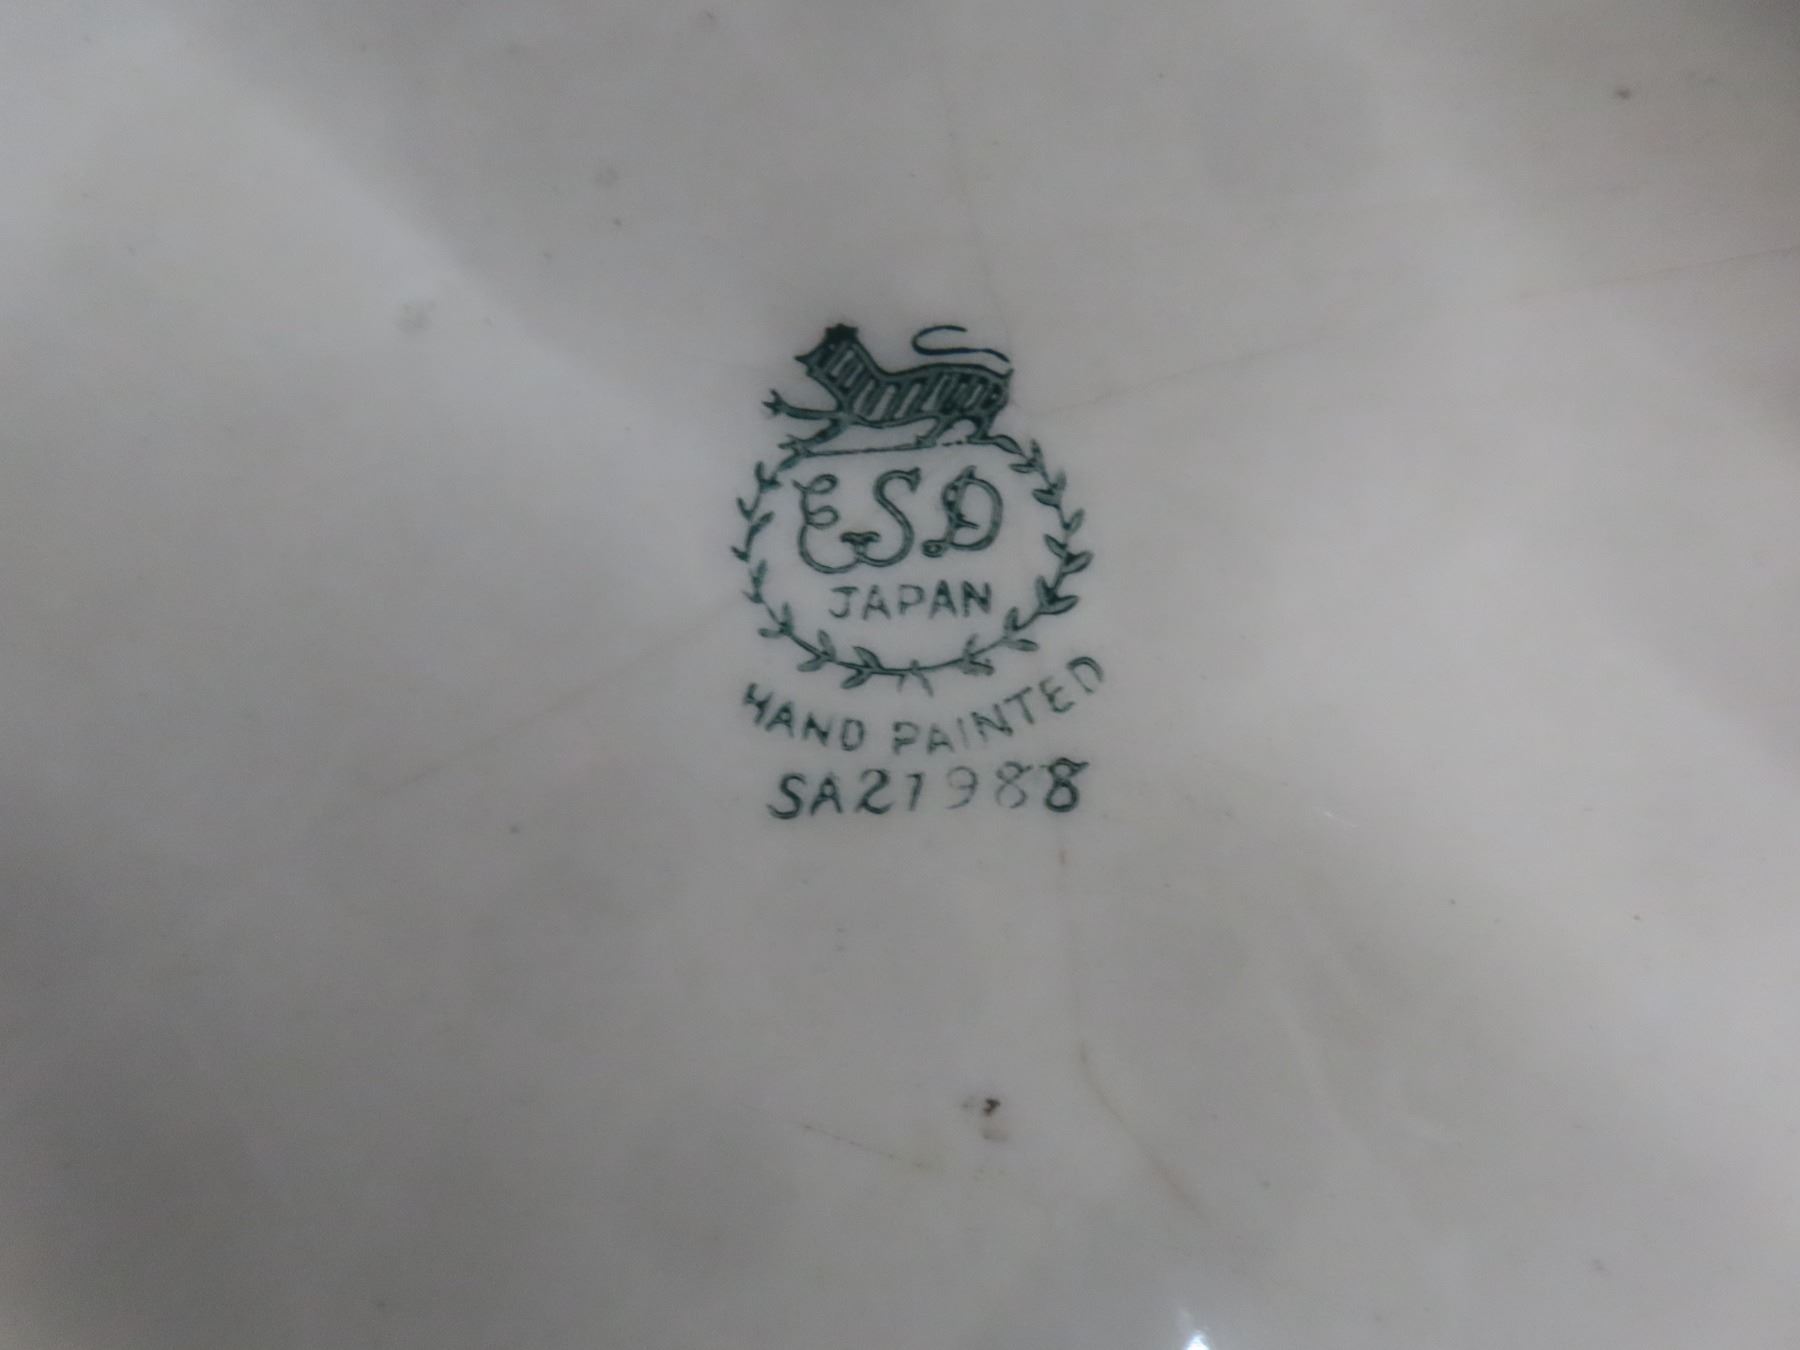 ESD
JAPAN
HAND PAINTED
SA21988